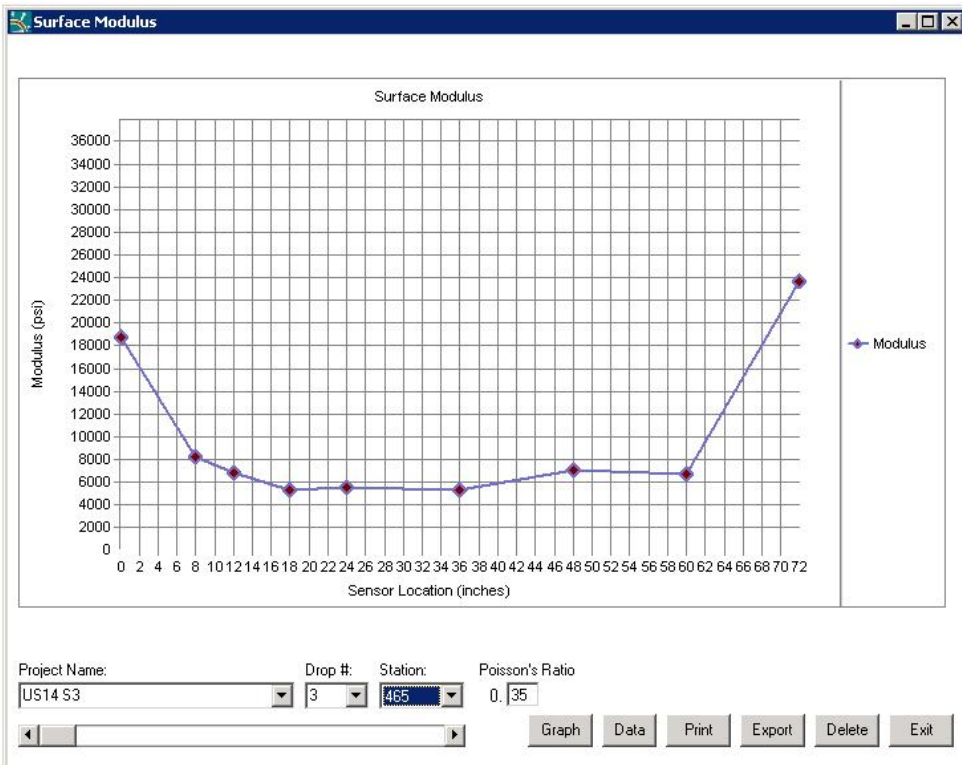 Surface Modulus
Surface Modulus
36000
34000
32000
30000
28000
26000
24000
22000
20000
18000
16000
14000
12000
10000
8000
6000
4000
2000
0
Modulus (psi)
Modulus
0 2 4 6 8 10 12 14 16 18 20 22 24 26 28 30 32 34 36 38 40 42 44 46 48 50 52 54 56 58 60 62 64 66 68 70 72
Sensor Location (inches)
Project Name: Drop #: Station: Poisson's Ratio
US14 S3 3 465 0. 35
Graph Data Print Export Delete Exit